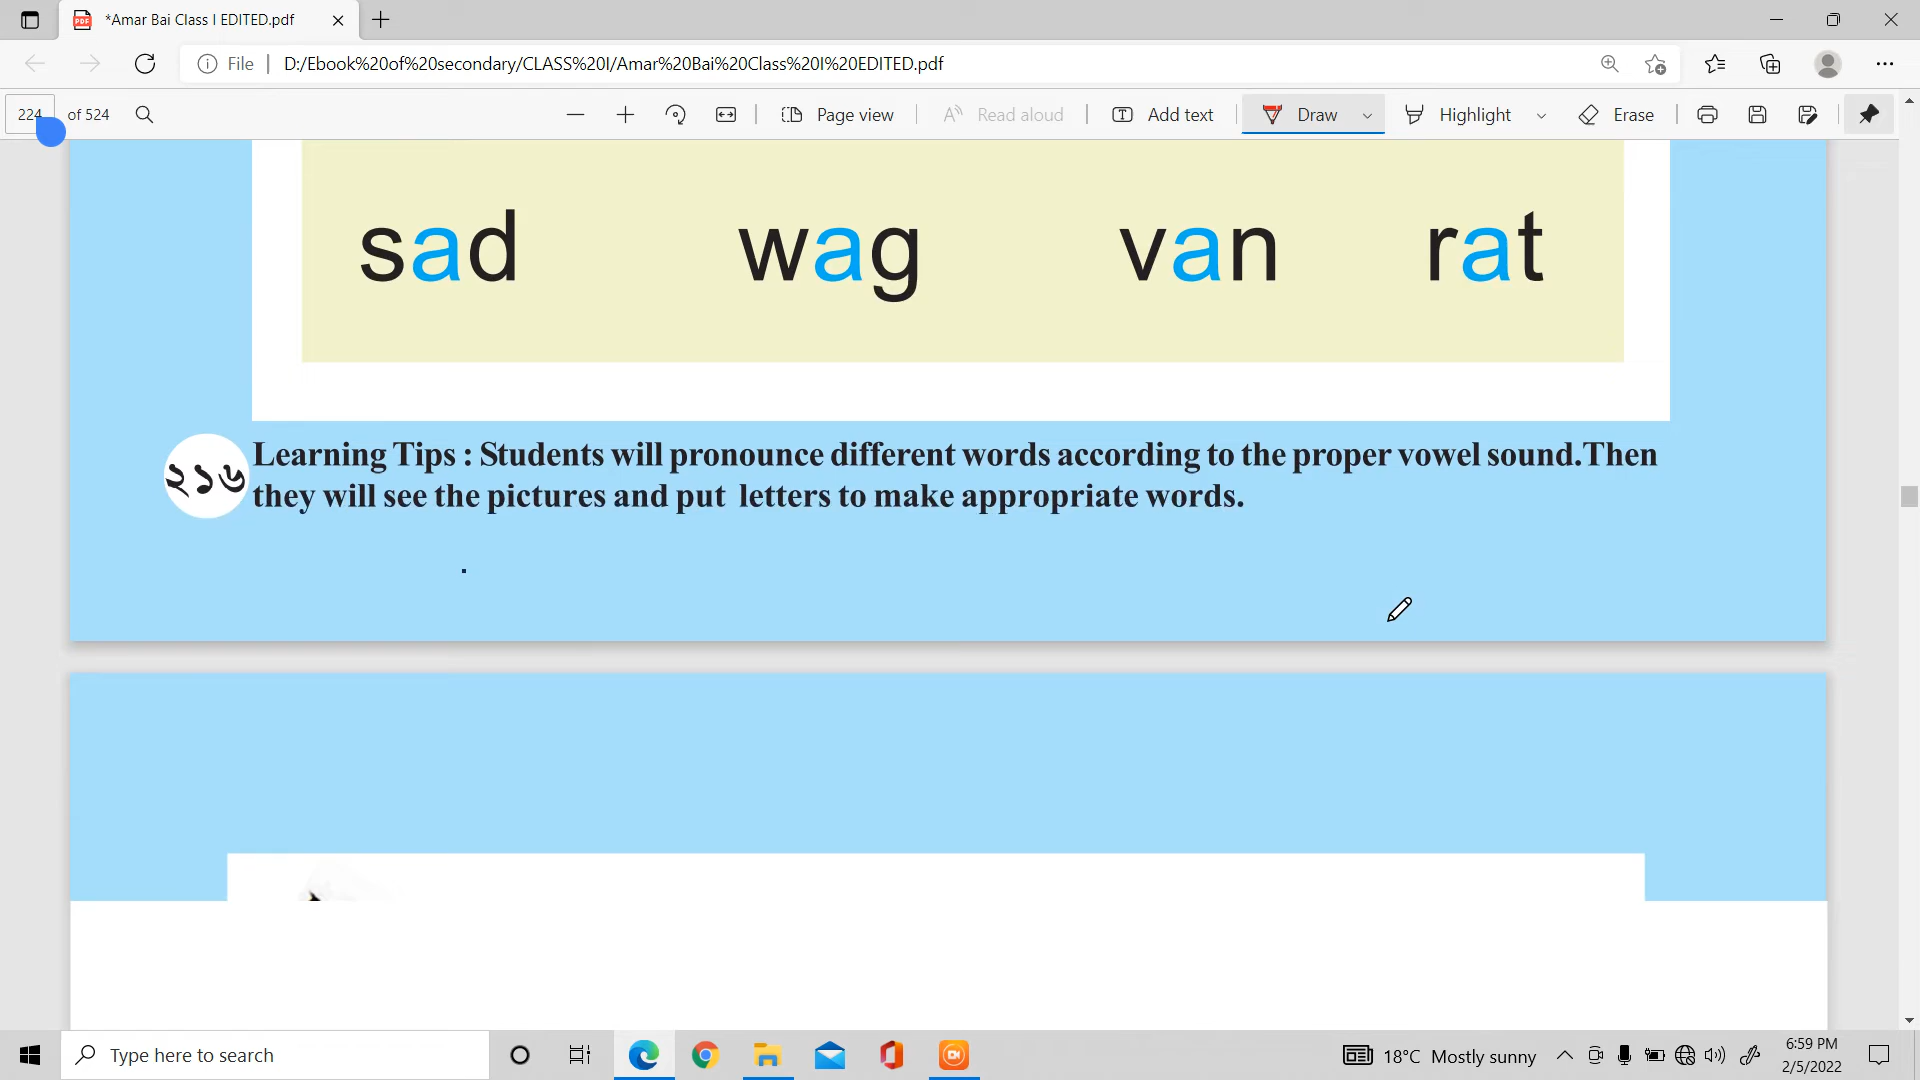 *Amar Bai Class I EDITED.pdf
File
D:/Ebook%20of%20secondary/CLASS%20I/Amar%20Bai%20Class%20I%20EDITED.pdf
224 of 524
Page view
Read aloud
Add text
Draw
Highlight
Erase
sad wag van rat
২১৬
Learning Tips : Students will pronounce different words according to the proper vowel sound.Then
they will see the pictures and put letters to make appropriate words.
Type here to search
18°C Mostly sunny
6:59 PM
2/5/2022